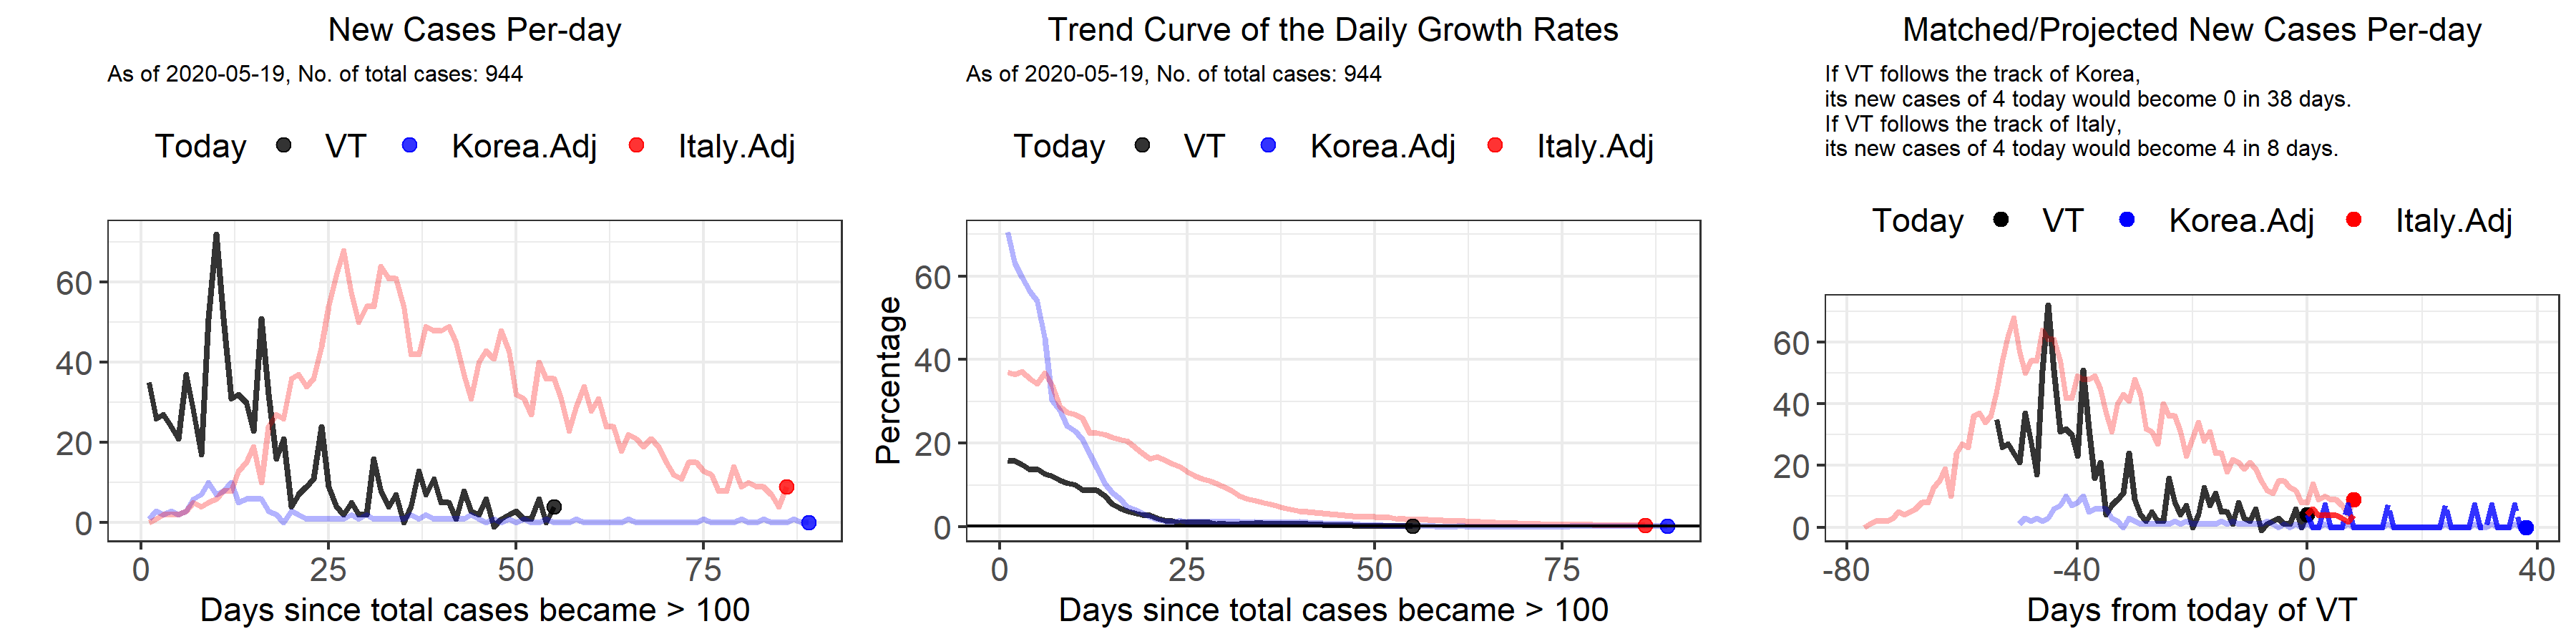 New Cases Per-day
As of 2020-05-19, No. of total cases: 944
Today VT Korea.Adj Italy.Adj
60
40
20
0
0 25 50 75
Days since total cases became > 100
Trend Curve of the Daily Growth Rates
As of 2020-05-19, No. of total cases: 944
Today VT Korea.Adj Italy.Adj
Percentage
60
40
20
0
0 25 50 75
Days since total cases became > 100
Matched/Projected New Cases Per-day
If VT follows the track of Korea,
its new cases of 4 today would become 0 in 38 days.
If VT follows the track of Italy,
its new cases of 4 today would become 4 in 8 days.
Today VT Korea.Adj Italy.Adj
60
40
20
0
-80 -40 0 40
Days from today of VT